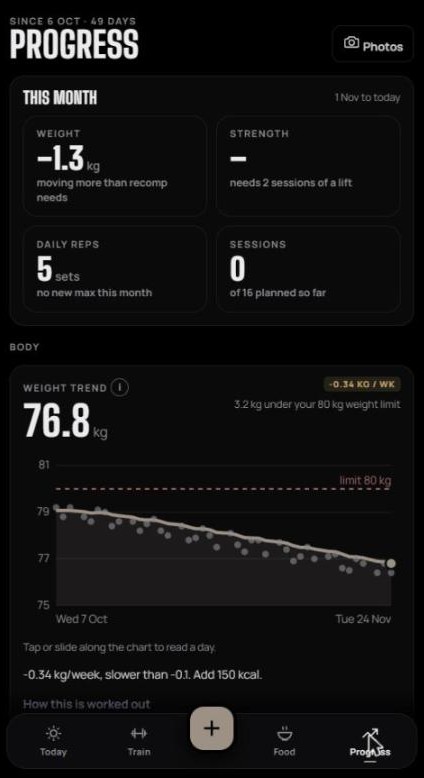 SINCE 6 OCT · 49 DAYS
PROGRESS
Photos
THIS MONTH
1 Nov to today
WEIGHT
−1.3 kg
moving more than recomp
needs
STRENGTH
–
needs 2 sessions of a lift
DAILY REPS
5 sets
no new max this month
SESSIONS
0
of 16 planned so far
BODY
WEIGHT TREND i
-0.34 KG / WK
76.8 kg
3.2 kg under your 80 kg weight limit
81
limit 80 kg
79
77
75
Wed 7 Oct
Tue 24 Nov
Tap or slide along the chart to read a day.
-0.34 kg/week, slower than -0.1. Add 150 kcal.
How this is worked out
+
Today
Train
Food
Progress